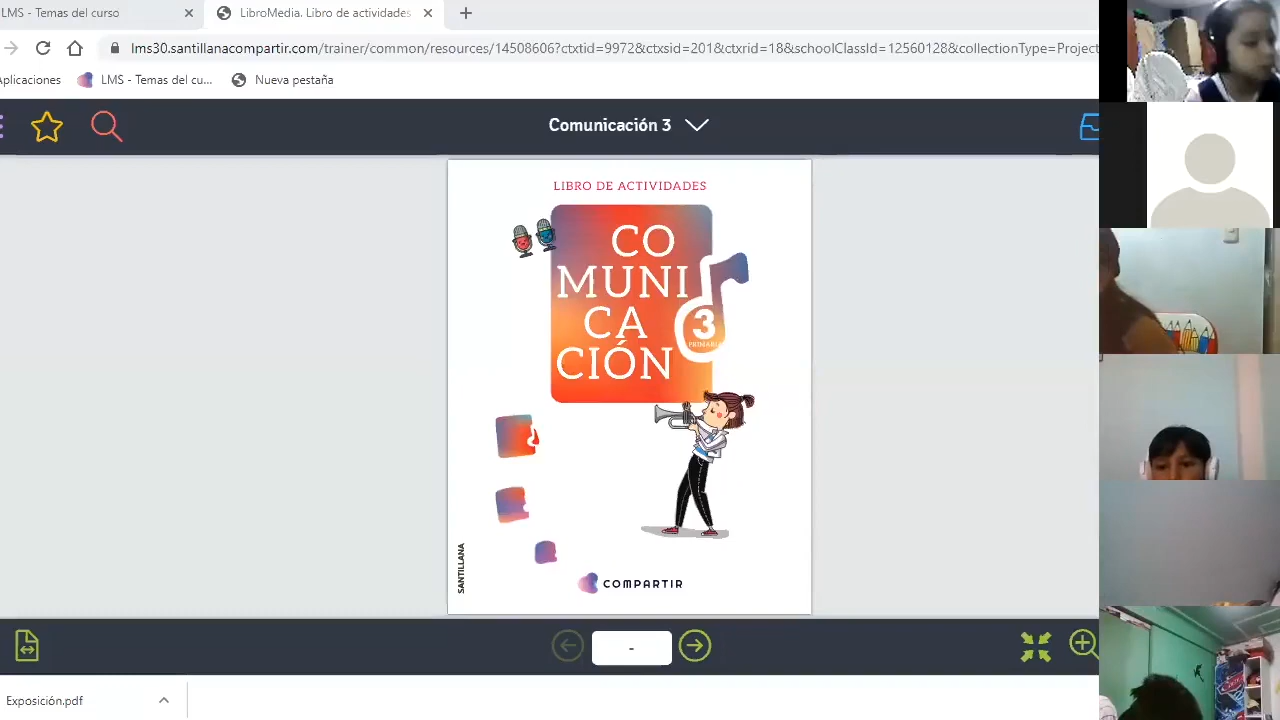 LMS - Temas del curso
LibroMedia. Libro de actividades
lms30.santillanacompartir.com/trainer/common/resources/14508606?ctxtid=9972&ctxsid=201&ctxrid=18&schoolClassId=12560128&collectionType=Project
plicaciones
LMS - Temas del cu...
Nueva pestaña
Comunicación 3
LIBRO DE ACTIVIDADES
CO
MUNI
CA
CIÓN
3
PRIMARIA
SANTILLANA
COMPARTIR
-
Exposición.pdf